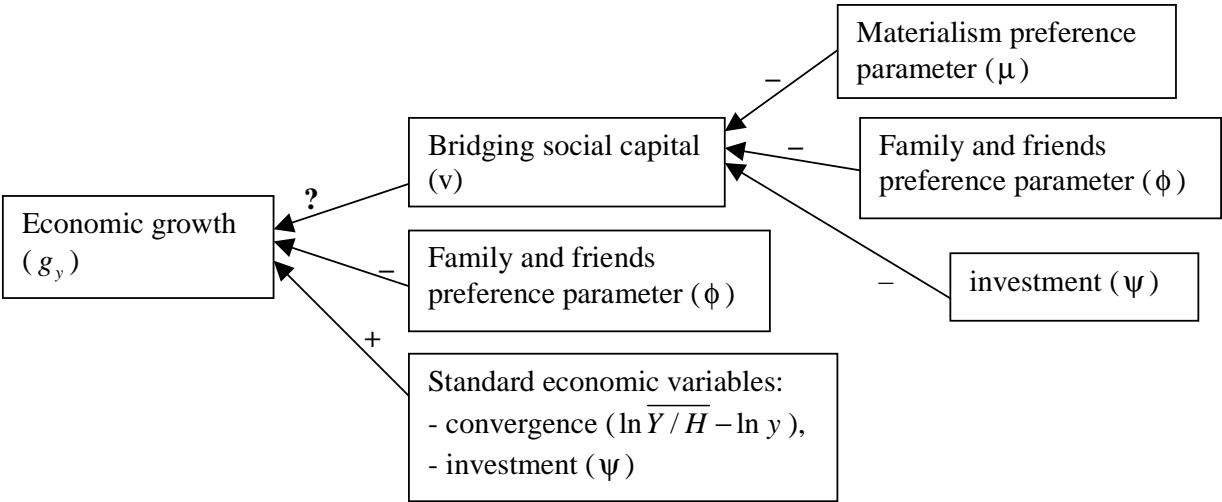 Materialism preference
parameter (μ)
–
Bridging social capital
(v)
–
Family and friends
preference parameter (ϕ)
?
Economic growth
(g_y)
–
Family and friends
preference parameter (ϕ)
–
investment (ψ)
+
Standard economic variables:
- convergence (ln \overline{Y / H} – ln y),
- investment (ψ)